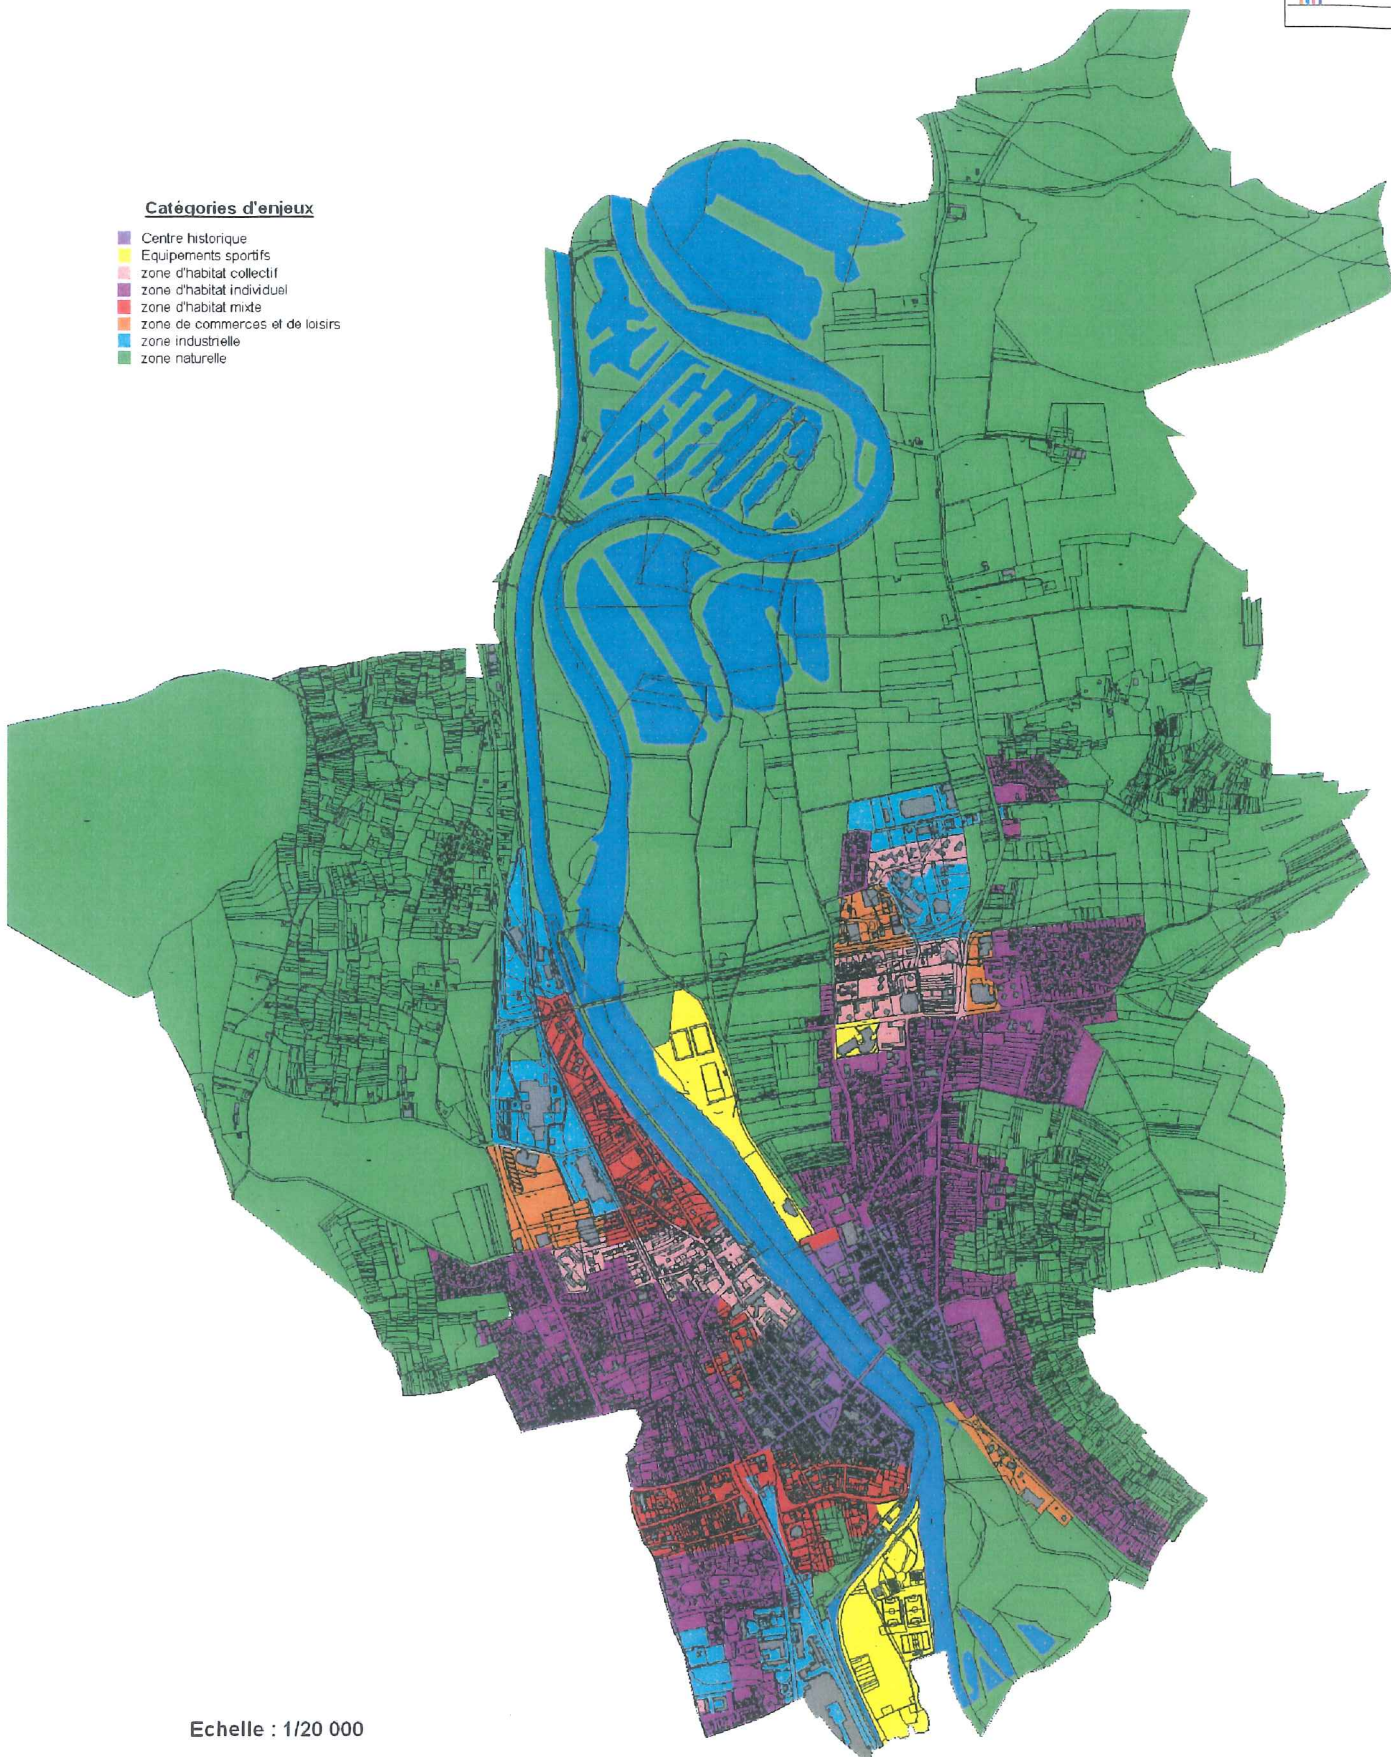 Catégories d'enjeux
Centre historique
Equipements sportifs
zone d'habitat collectif
zone d'habitat individuel
zone d'habitat mixte
zone de commerces et de loisirs
zone industrielle
zone naturelle
Echelle : 1/20 000